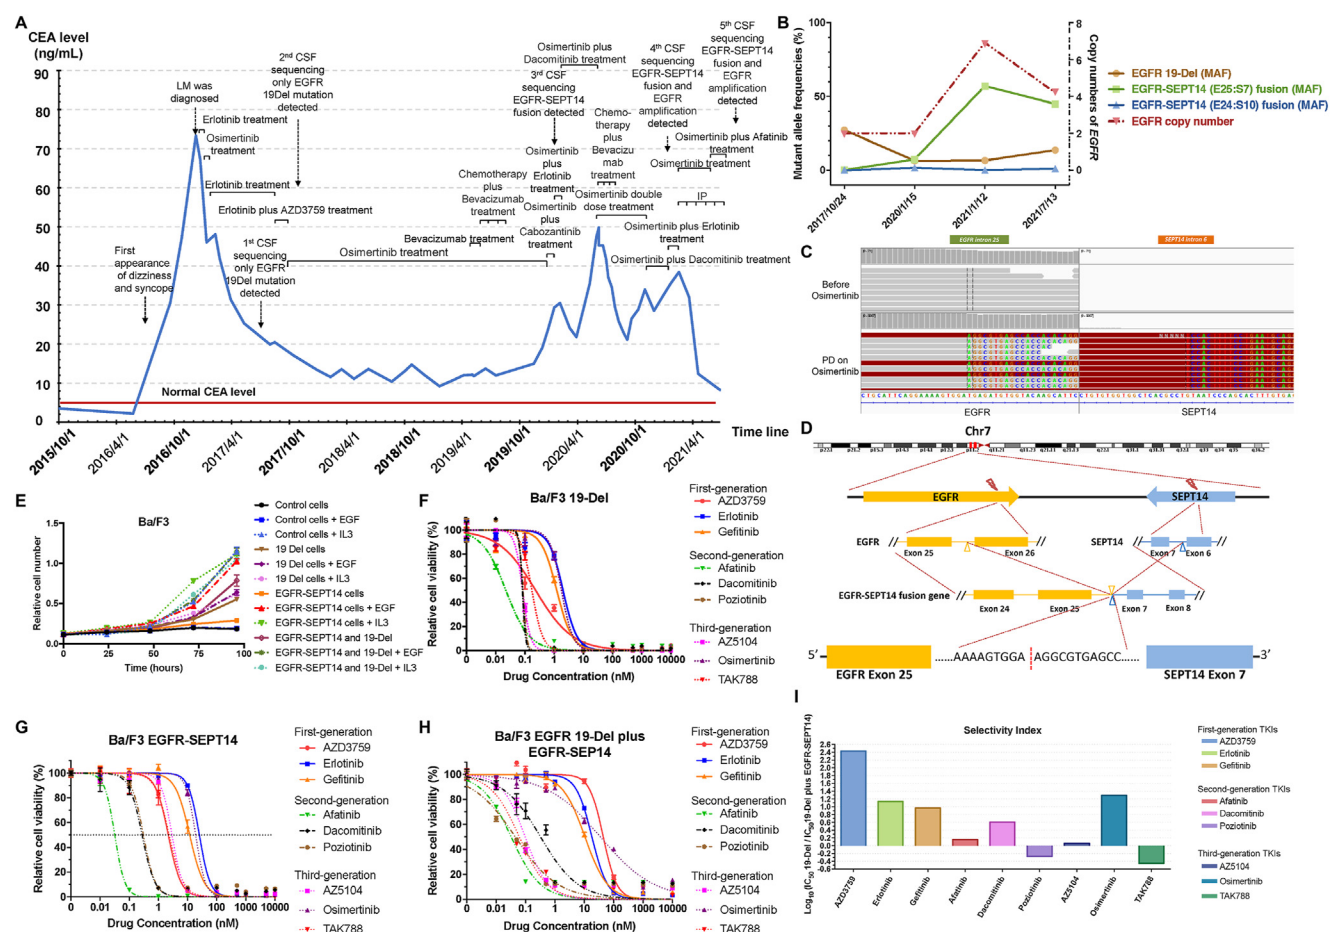 A
CEA level
(ng/mL)
90
80
70
60
50
40
30
20
10
0
LM was
diagnosed
Erlotinib treatment
Osimertinib
treatment
2nd CSF
sequencing
only EGFR
19Del mutation
detected
Erlotinib treatment
Erlotinib plus AZD3759 treatment
First
appearance
of dizziness
and syncope
1st CSF
sequencing
only EGFR
19Del mutation
detected
Osimertinib treatment
Bevacizumab treatment
Chemotherapy
plus
Bevacizumab
treatment
Osimertinib plus
Dacomitinib treatment
3rd CSF
sequencing
EGFR-SEPT14
fusion detected
Osimertinib
plus
Erlotinib
treatment
Osimertinib
plus
Cabozantinib
treatment
Chemo-
therapy
plus
Bevacizu
mab
treatment
Osimertinib double
dose treatment
4th CSF
sequencing
EGFR-SEPT14
fusion and
EGFR
amplification
detected
5th CSF
sequencing
EGFR-SEPT14
fusion and
EGFR
amplification
detected
Osimertinib plus Afatinib
treatment
Osimertinib treatment
IP
Osimertinib plus Erlotinib
treatment
Osimertinib plus Dacomitinib treatment
Normal CEA level
Time line
2015/10/1
2016/4/1
2016/10/1
2017/4/1
2017/10/1
2018/4/1
2018/10/1
2019/4/1
2019/10/1
2020/4/1
2020/10/1
2021/4/1
B
Mutant allele frequencies (%)
100
50
0
8
6
4
2
0
Copy numbers of EGFR
2017/10/24
2020/1/15
2021/1/12
2021/7/13
EGFR 19-Del (MAF)
EGFR-SEPT14 (E25:S7) fusion (MAF)
EGFR-SEPT14 (E24:S10) fusion (MAF)
EGFR copy number
C
EGFR Intron 25
SEPT14 Intron 6
Before
Osimertinib
PD on
Osimertinib
EGFR
SEPT14
D
Chr7
EGFR
SEPT14
EGFR
Exon 25
Exon 26
SEPT14
Exon 7
Exon 6
EGFR-SEPT14 fusion gene
Exon 24
Exon 25
Exon 7
Exon 8
5′
......AAAAGTGGA
AGGCGTGAGCC......
3′
EGFR Exon 25
SEPT14 Exon 7
E
Ba/F3
Relative cell number
1.5
1.0
0.5
0.0
0
25
50
75
100
Time (hours)
Control cells
Control cells + EGF
Control cells + IL3
19 Del cells
19 Del cells + EGF
19 Del cells + IL3
EGFR-SEPT14 cells
EGFR-SEPT14 cells + EGF
EGFR-SEPT14 cells + IL3
EGFR-SEPT14 and 19-Del
EGFR-SEPT14 and 19-Del + EGF
EGFR-SEPT14 and 19-Del + IL3
F
Ba/F3 19-Del
Relative cell viability (%)
100
80
60
40
20
0
0
0.01
0.1
1
10
100
1000
10000
Drug Concentration (nM)
First-generation
AZD3759
Erlotinib
Gefitinib
Second-generation
Afatinib
Dacomitinib
Poziotinib
Third-generation
AZ5104
Osimertinib
TAK788
G
Ba/F3 EGFR-SEPT14
Relative cell viability (%)
100
80
60
40
20
0
0
0.01
0.1
1
10
100
1000
10000
Drug Concentration (nM)
First-generation
AZD3759
Erlotinib
Gefitinib
Second-generation
Afatinib
Dacomitinib
Poziotinib
Third-generation
AZ5104
Osimertinib
TAK788
H
Ba/F3 EGFR 19-Del plus
EGFR-SEP14
Relative cell viability (%)
100
80
60
40
20
0
0
0.01
0.1
1
10
100
1000
10000
Drug Concentration (nM)
First-generation
AZD3759
Erlotinib
Gefitinib
Second-generation
Afatinib
Dacomitinib
Poziotinib
Third-generation
AZ5104
Osimertinib
TAK788
I
Selectivity Index
Log10 (IC50 19-Del / IC50 19-Del plus EGFR-SEPT14)
2.6
2.4
2.2
2.0
1.8
1.6
1.4
1.2
1.0
0.8
0.6
0.4
0.2
0.0
-0.2
-0.4
-0.6
AZD3759
Erlotinib
Gefitinib
Afatinib
Dacomitinib
Poziotinib
AZ5104
Osimertinib
TAK788
First-generation TKIs
AZD3759
Erlotinib
Gefitinib
Second-generation TKIs
Afatinib
Dacomitinib
Poziotinib
Third-generation TKIs
AZ5104
Osimertinib
TAK788